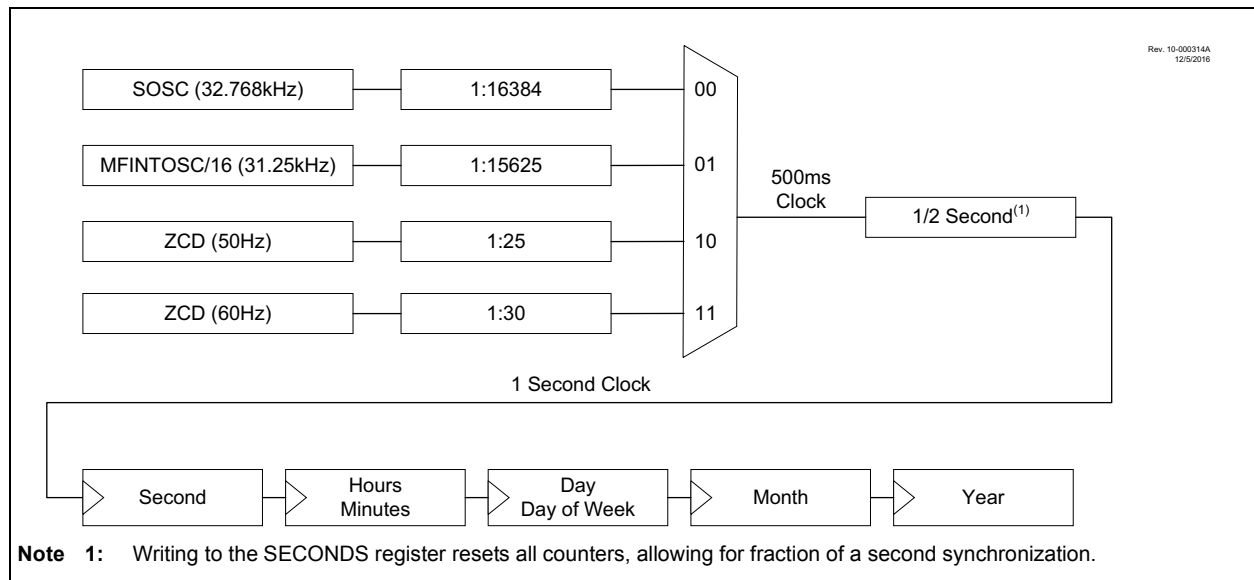 Rev. 10-000314A
12/5/2016
SOSC (32.768kHz)
1:16384
00
MFINTOSC/16 (31.25kHz)
1:15625
01
500ms
Clock
1/2 Second(1)
ZCD (50Hz)
1:25
10
ZCD (60Hz)
1:30
11
1 Second Clock
Second
Hours
Minutes
Day
Day of Week
Month
Year
Note 1: Writing to the SECONDS register resets all counters, allowing for fraction of a second synchronization.